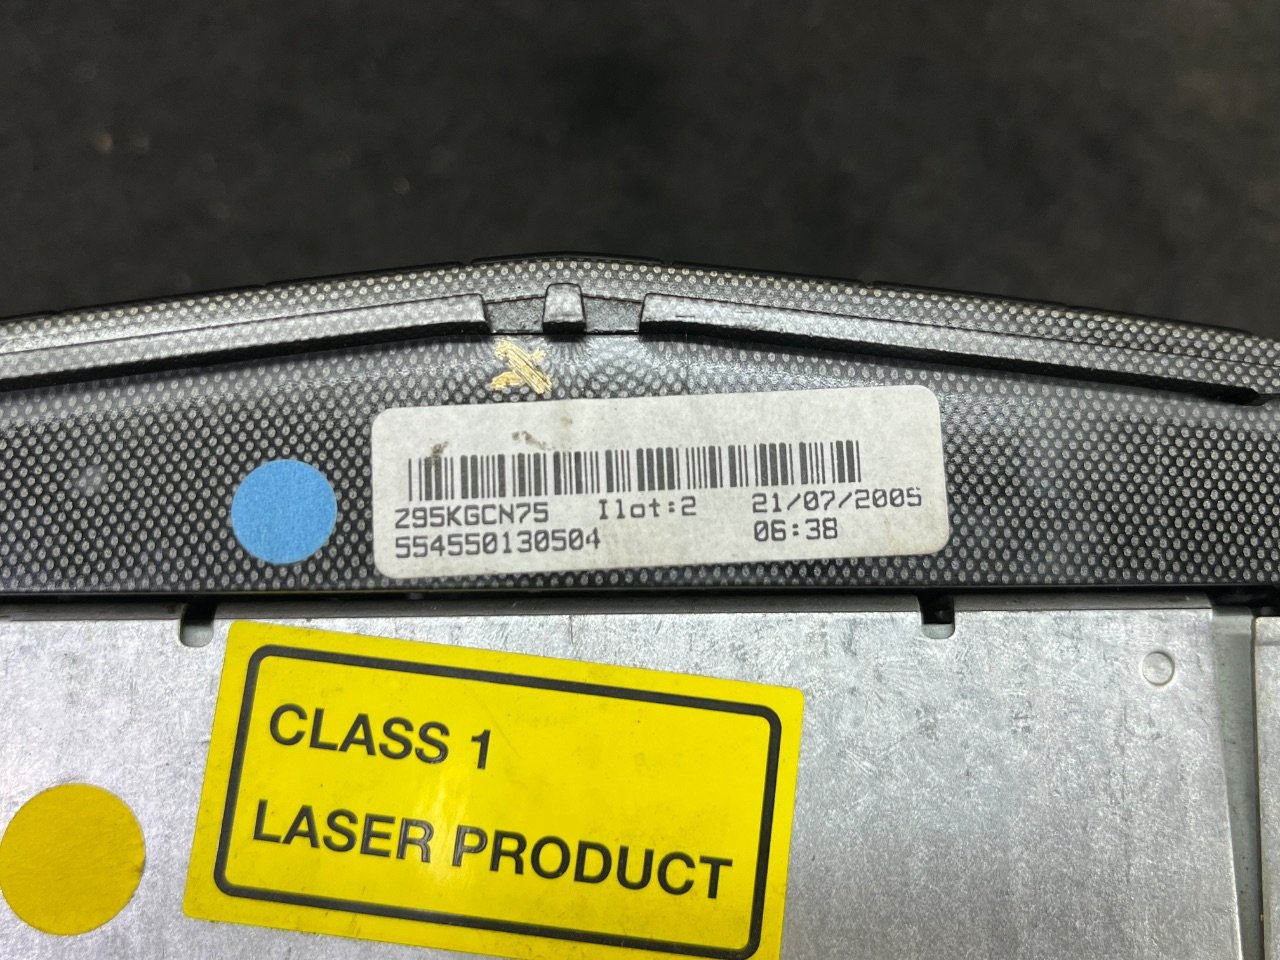 Z95KGCN75 Ilot:2 21/07/2005
554550130504 06:38
CLASS 1
LASER PRODUCT